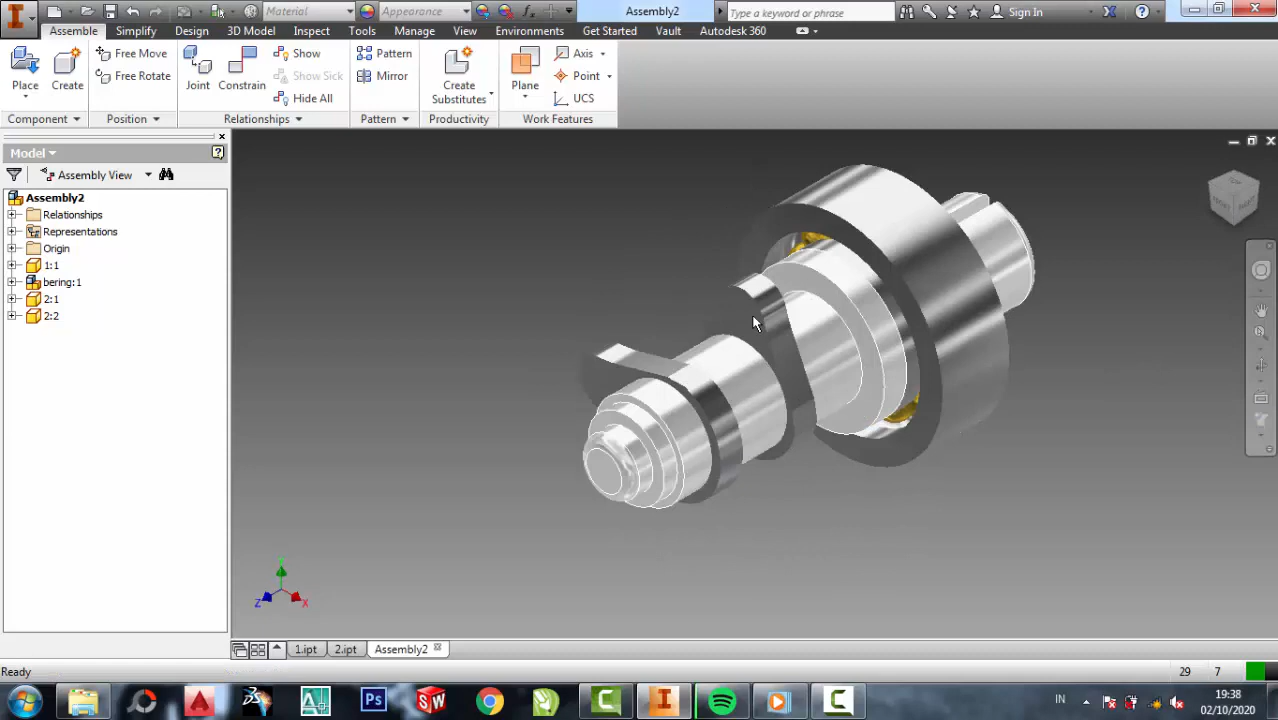 Material
Appearance
Assembly2
Type a keyword or phrase
Sign In
Assemble Simplify Design 3D Model Inspect Tools Manage View Environments Get Started Vault Autodesk 360
Free Move
Show
Pattern
Axis
Free Rotate
Show Sick
Mirror
Point
Place
Create
Joint
Constrain
Create
Substitutes
Plane
Hide All
UCS
Component
Position
Relationships
Pattern
Productivity
Work Features
Model
Assembly View
Assembly2
Relationships
Representations
Origin
1:1
bering:1
2:1
2:2
Z
X
1.ipt 2.ipt Assembly2
Ready
29 7
Ps
SW
IN
19:38
02/10/2020